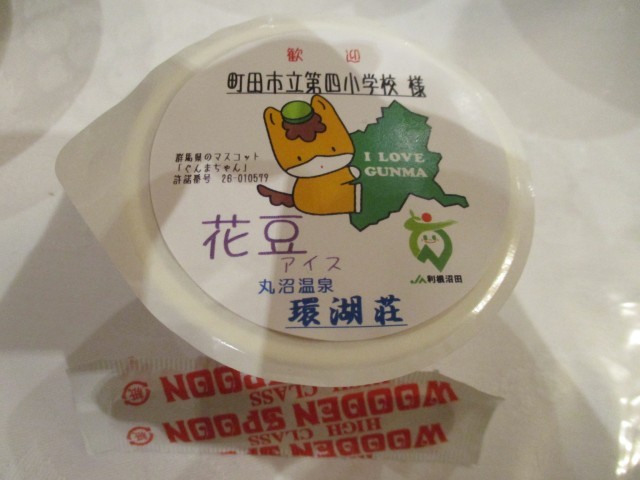 歓迎
町田市立第四小学校 様
群馬県のマスコット
「ぐんまちゃん」
許諾番号 26-010579
I LOVE
GUNMA
花豆
アイス
丸沼温泉
環湖荘
JA利根沼田
WOODEN SPOON
HIGH CLASS
WOODEN SPOON
HIGH CLASS